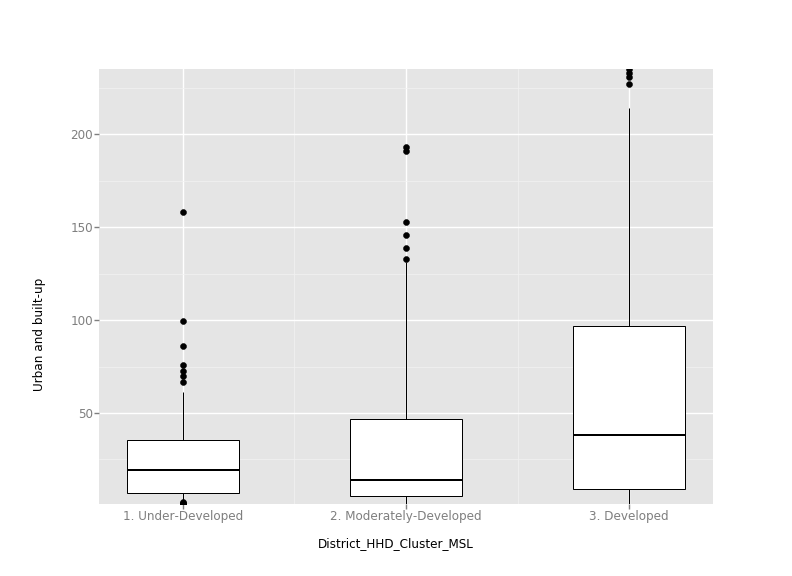 200
150
100
50
Urban and built-up
1. Under-Developed 2. Moderately-Developed 3. Developed
District_HHD_Cluster_MSL